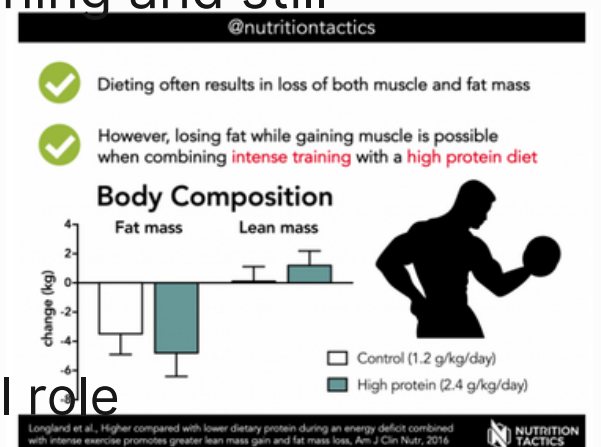 ning and still
@nutritiontactics
Dieting often results in loss of both muscle and fat mass
However, losing fat while gaining muscle is possible
when combining intense training with a high protein diet
Body Composition
Fat mass
Lean mass
4
2
0
-2
-4
-6
change (kg)
Control (1.2 g/kg/day)
High protein (2.4 g/kg/day)
l role
Longland et al., Higher compared with lower dietary protein during an energy deficit combined
with intense exercise promotes greater lean mass gain and fat mass loss, Am J Clin Nutr, 2016
NUTRITION
TACTICS